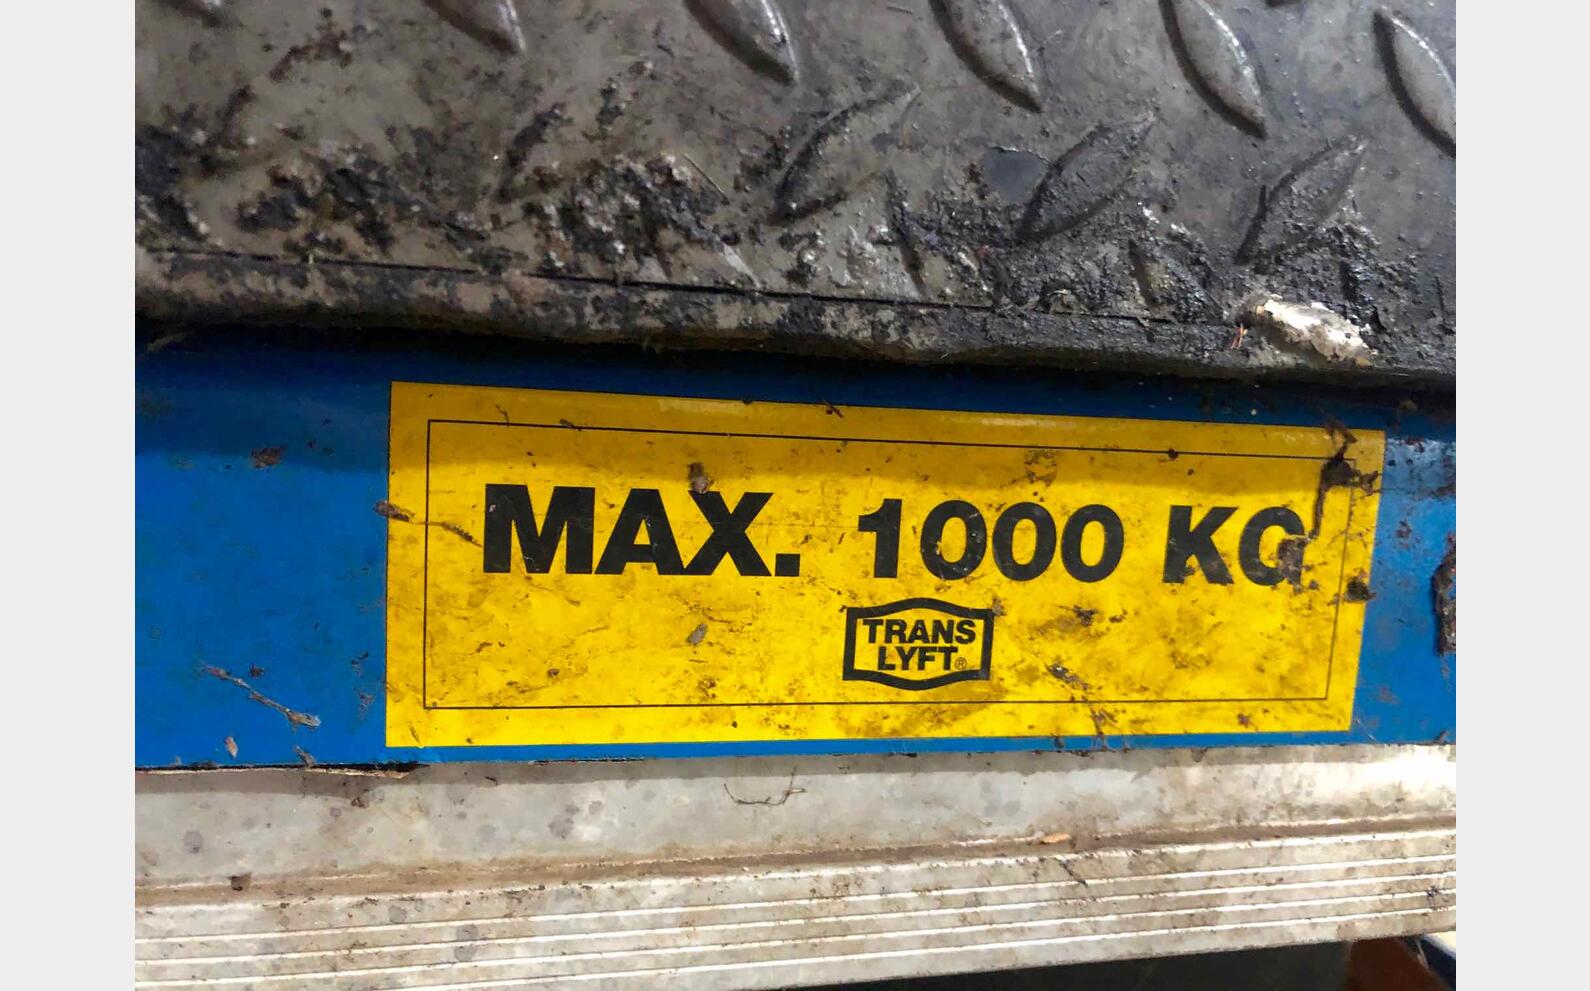 MAX. 1000 KG
TRANS
LYFT®